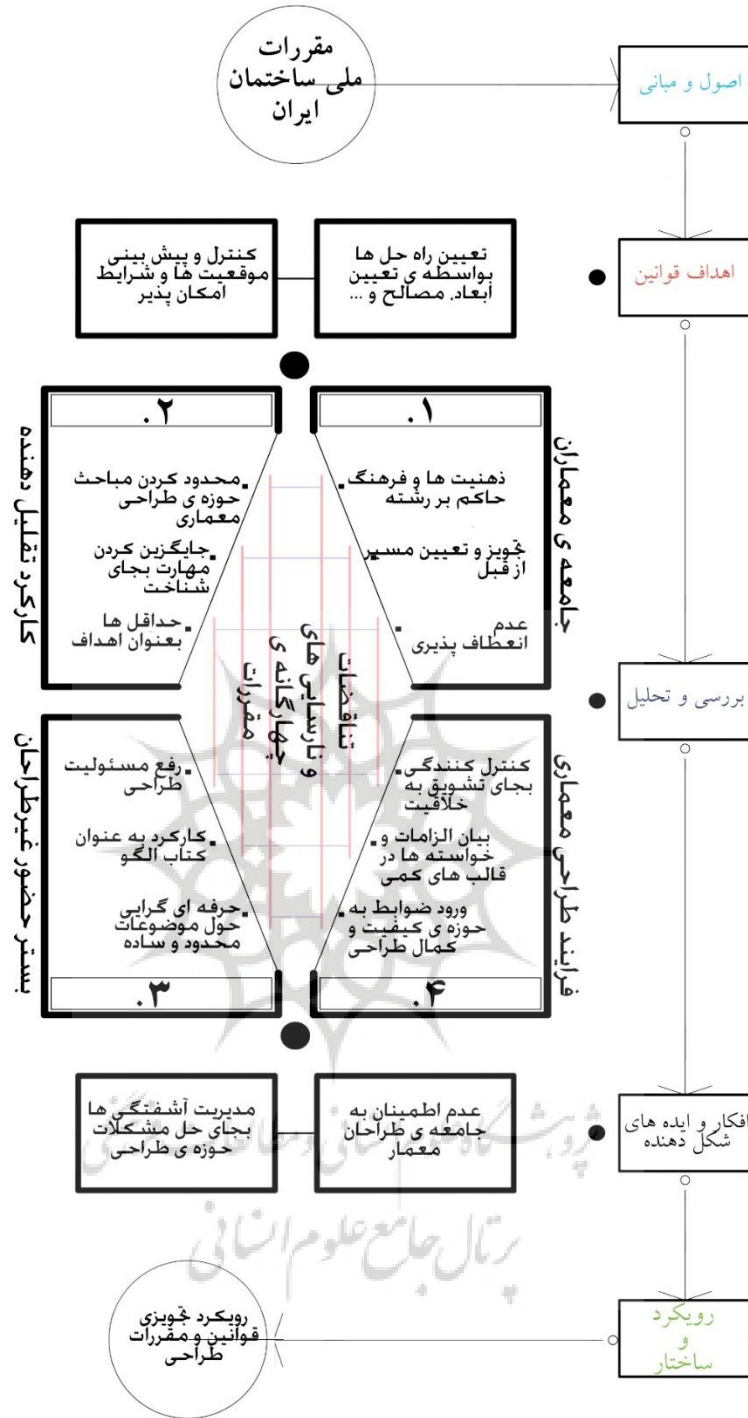 مقررات
ملی ساختمان
ایران
اصول و مبانی
اهداف قوانین
تعیین راه حل ها
بواسطه ی تعیین
ابعاد، مصالح و ...
کنترل و پیش بینی
موقعیت ها و شرایط
امکان پذیر
جامعه ی معماران
۱.
ذهنیت ها و فرهنگ
حاکم بر رشته
تجویز و تعیین مسیر
از قبل
عدم
انعطاف پذیری
کارکرد تقلیل دهنده
۲.
محدود کردن مباحث
حوزه ی طراحی
معماری
جایگزین کردن
مهارت بجای
شناخت
حداقل ها
بعنوان اهداف
تناقضات
و نارسایی های
چهارگانه ی
مقررات
بررسی و تحلیل
بستر حضور غیرطراحان
رفع مسئولیت
طراحی
کارکرد به عنوان
کتاب الگو
حرفه ای گرایی
حول موضوعات
محدود و ساده
۳.
فرایند طراحی معماری
کنترل کنندگی
بجای تشویق به
خلاقیت
بیان الزامات و
خواسته ها در
قالب های کمی
ورود ضوابط به
حوزه ی کیفیت و
کمال طراحی
۴.
افکار و ایده های
شکل دهنده
عدم اطمینان به
جامعه ی طراحان
معمار
مدیریت آشفتگی ها
بجای حل مشکلات
حوزه ی طراحی
پژوهشگاه علوم انسانی و مطالعات فرهنگی
پرتال جامع علوم انسانی
رویکرد
و
ساختار
رویکرد تجویزی
قوانین و مقررات
طراحی